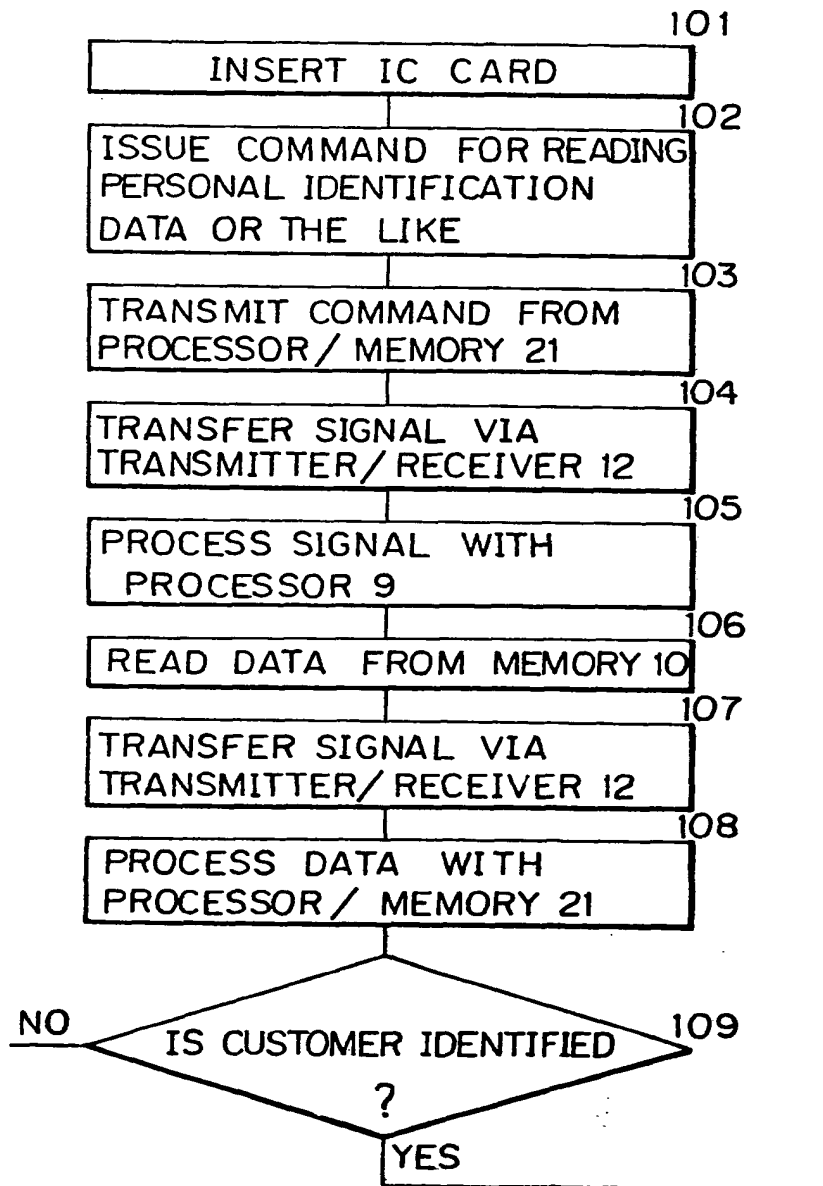 101
INSERT IC CARD
102
ISSUE COMMAND FOR READING
PERSONAL IDENTIFICATION
DATA OR THE LIKE
103
TRANSMIT COMMAND FROM
PROCESSOR/ MEMORY 21
104
TRANSFER SIGNAL VIA
TRANSMITTER/RECEIVER 12
105
PROCESS SIGNAL WITH
PROCESSOR 9
106
READ DATA FROM MEMORY 10
107
TRANSFER SIGNAL VIA
TRANSMITTER/RECEIVER 12
108
PROCESS DATA WITH
PROCESSOR/ MEMORY 21
NO
IS CUSTOMER IDENTIFIED
109
?
YES